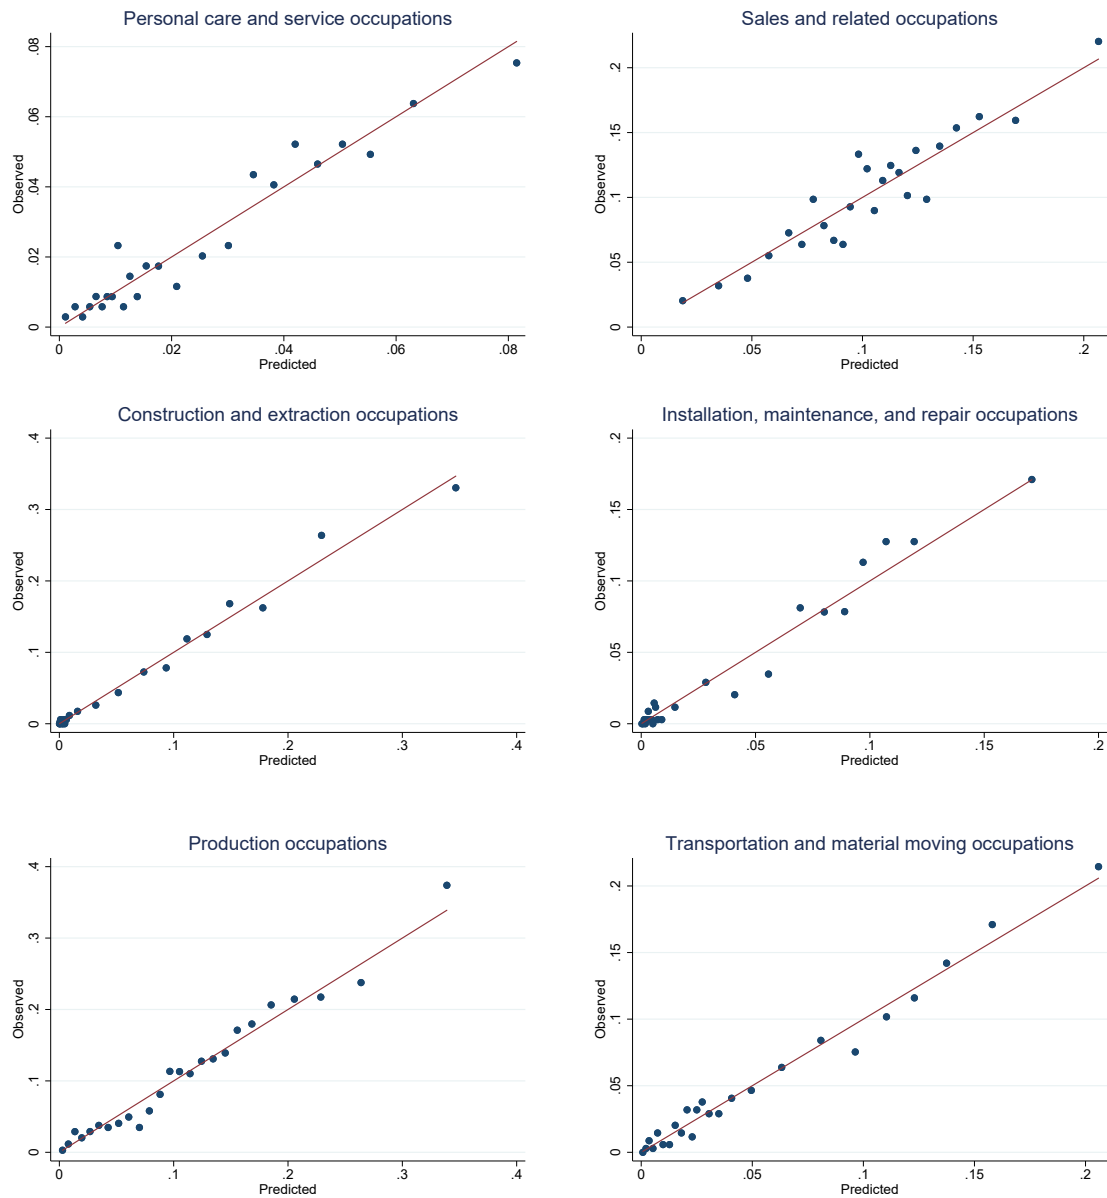 Personal care and service occupations
Observed
0 .02 .04 .06 .08
0 .02 .04 .06 .08
Predicted
Sales and related occupations
Observed
0 .05 .1 .15 .2
0 .05 .1 .15 .2
Predicted
Construction and extraction occupations
Observed
0 .1 .2 .3 .4
0 .1 .2 .3 .4
Predicted
Installation, maintenance, and repair occupations
Observed
0 .05 .1 .15 .2
0 .05 .1 .15 .2
Predicted
Production occupations
Observed
0 .1 .2 .3 .4
0 .1 .2 .3 .4
Predicted
Transportation and material moving occupations
Observed
0 .05 .1 .15 .2
0 .05 .1 .15 .2
Predicted